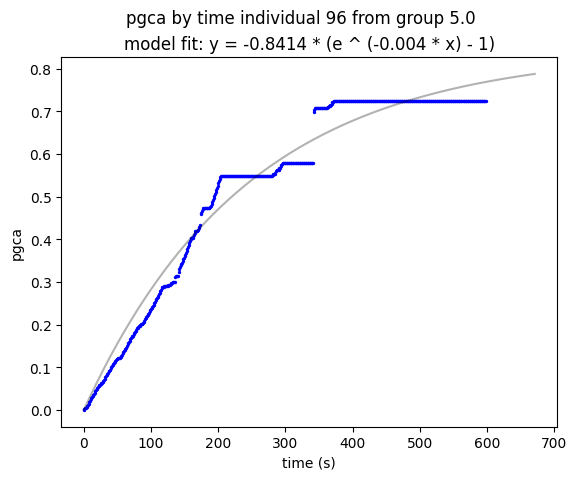 pgca by time individual 96 from group 5.0
model fit: y = -0.8414 * (e ^ (-0.004 * x) - 1)
0.8
0.7
0.6
0.5
0.4
0.3
0.2
0.1
0.0
pgca
0 100 200 300 400 500 600 700
time (s)